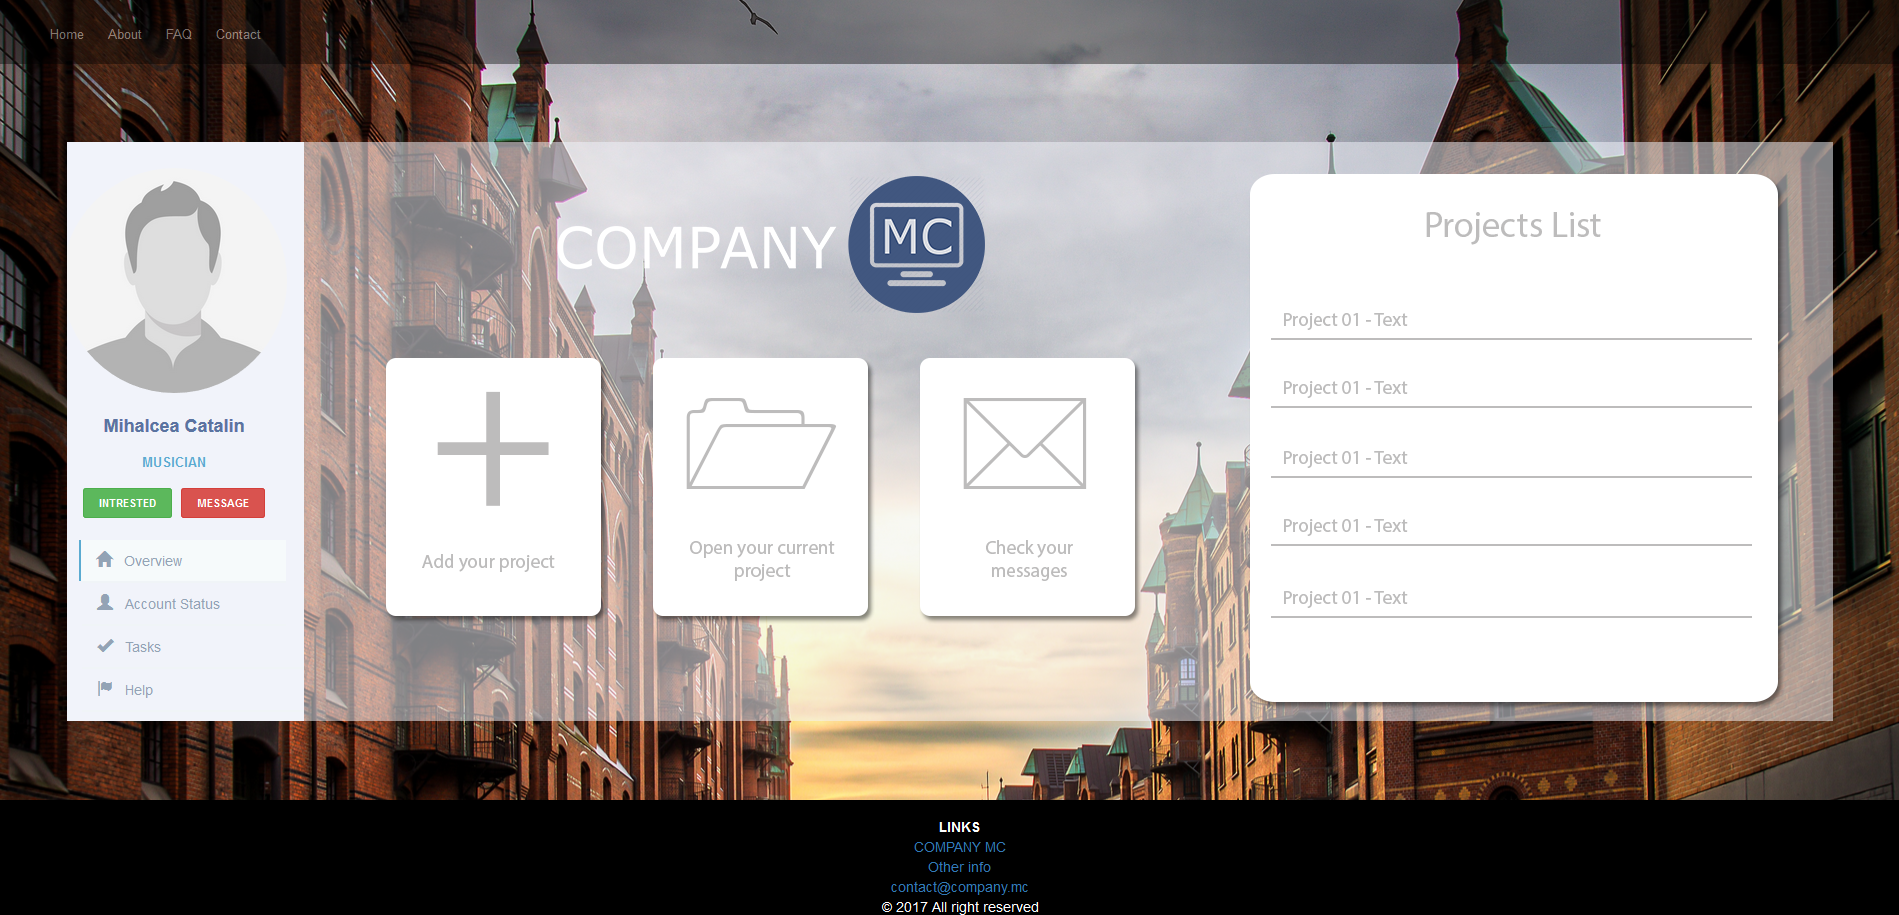 Home About FAQ Contact
COMPANY MC
Mihalcea Catalin
MUSICIAN
INTRESTED MESSAGE
Overview
Account Status
Tasks
Help
Add your project
Open your current
project
Check your
messages
Projects List
Project 01 - Text
Project 01 - Text
Project 01 - Text
Project 01 - Text
Project 01 - Text
LINKS
COMPANY MC
Other info
contact@company.mc
© 2017 All right reserved